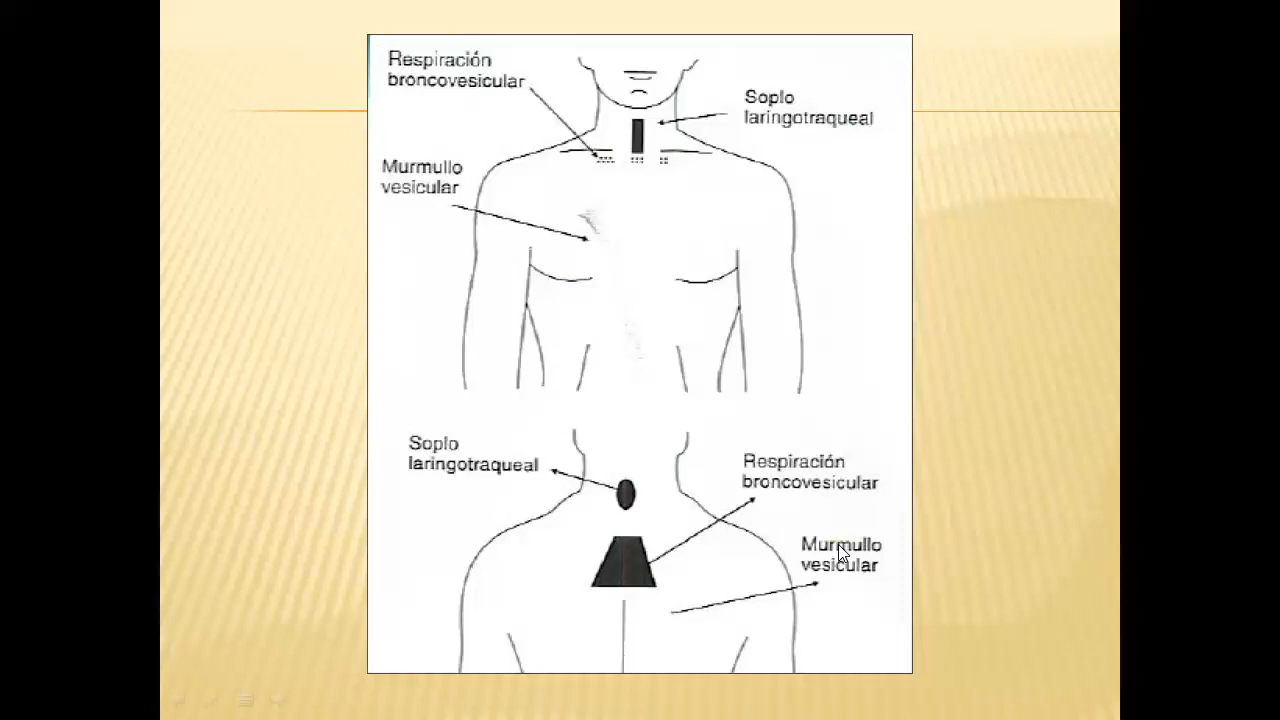 Respiración
broncovesicular
Soplo
laringotraqueal
Murmullo
vesicular
Soplo
laringotraqueal
Respiración
broncovesicular
Murmullo
vesicular